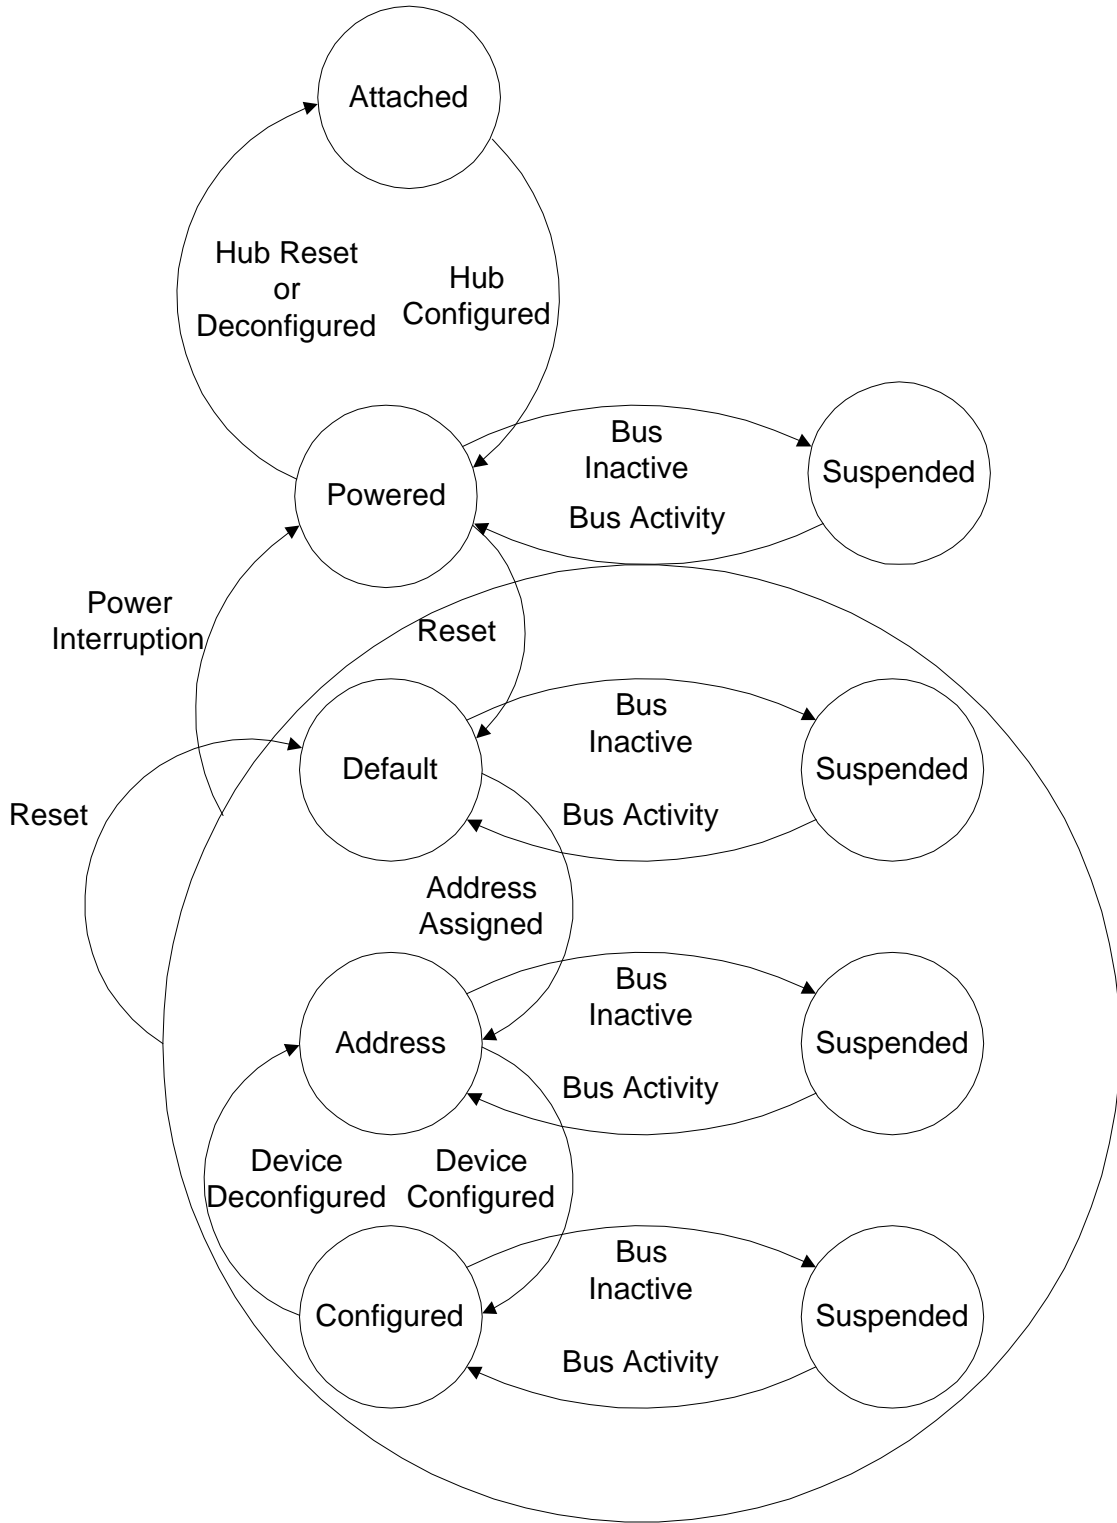 Attached
Hub Reset
or
Deconfigured
Hub
Configured
Bus
Inactive
Suspended
Powered
Bus Activity
Power
Interruption
Reset
Bus
Inactive
Default
Suspended
Reset
Bus Activity
Address
Assigned
Bus
Inactive
Address
Suspended
Bus Activity
Device
Deconfigured
Device
Configured
Bus
Inactive
Configured
Suspended
Bus Activity